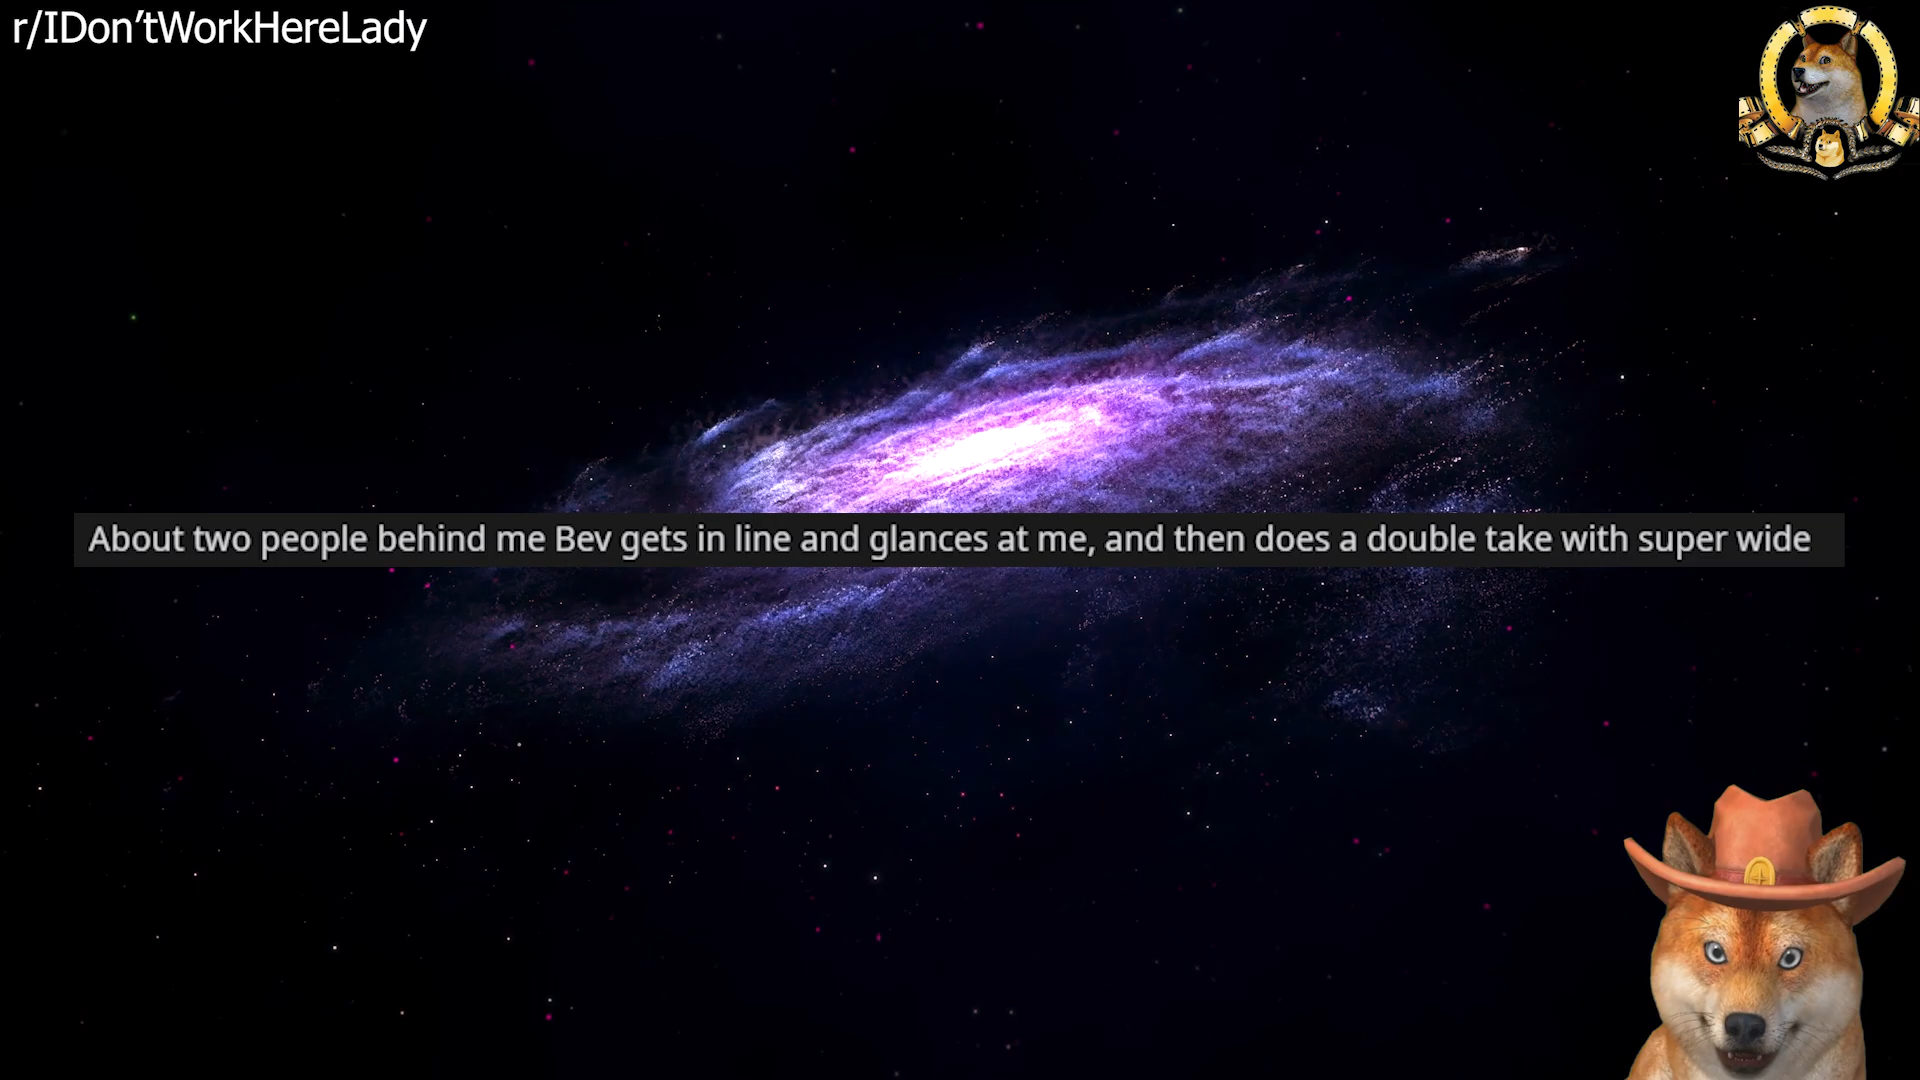 r/IDon’tWorkHereLady
About two people behind me Bev gets in line and glances at me, and then does a double take with super wide